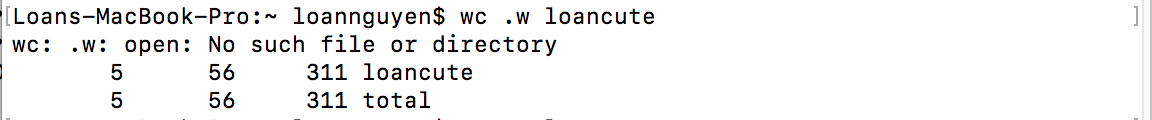 [Loans-MacBook-Pro:~ loannguyen$ wc .w loancute ]
wc: .w: open: No such file or directory
       5      56     311 loancute
       5      56     311 total